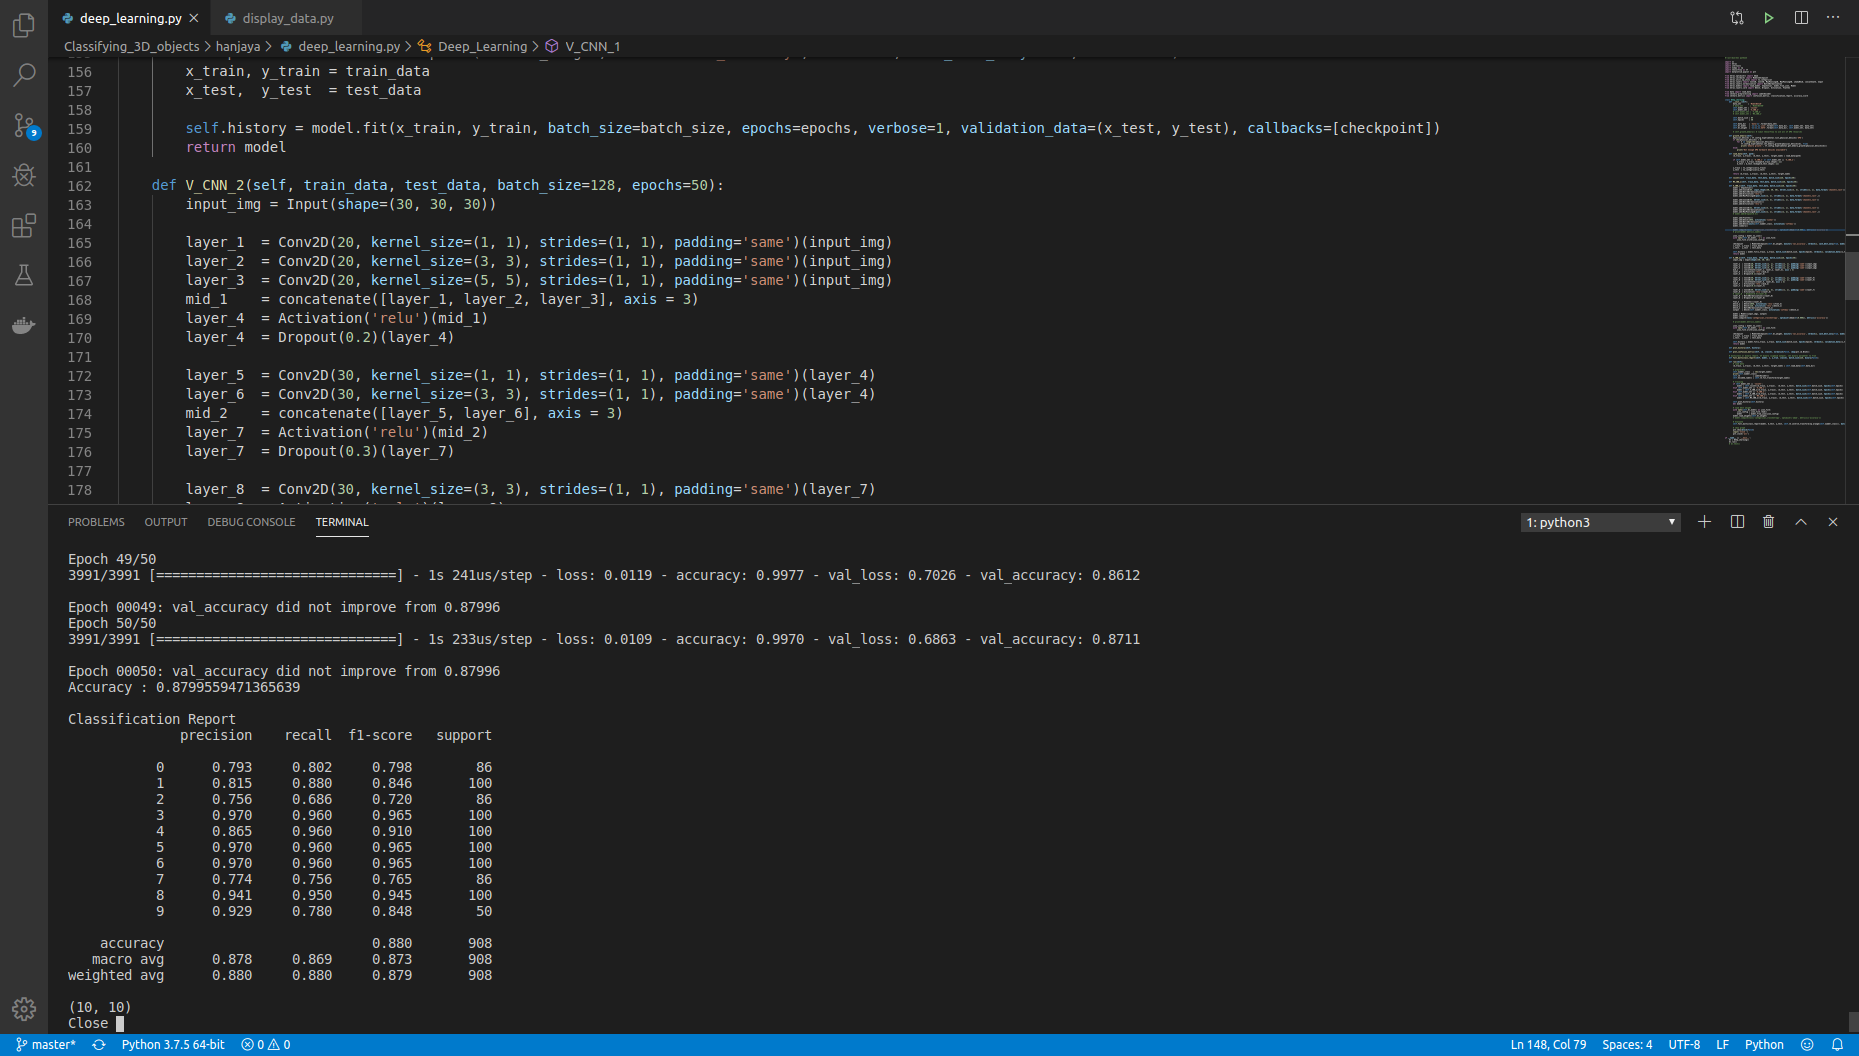 deep_learning.py
display_data.py
Classifying_3D_objects > hanjaya > deep_learning.py > Deep_Learning > V_CNN_1
156 x_train, y_train = train_data
157 x_test,  y_test  = test_data
158
159 self.history = model.fit(x_train, y_train, batch_size=batch_size, epochs=epochs, verbose=1, validation_data=(x_test, y_test), callbacks=[checkpoint])
160 return model
161
162 def V_CNN_2(self, train_data, test_data, batch_size=128, epochs=50):
163 input_img = Input(shape=(30, 30, 30))
164
165 layer_1  = Conv2D(20, kernel_size=(1, 1), strides=(1, 1), padding='same')(input_img)
166 layer_2  = Conv2D(20, kernel_size=(3, 3), strides=(1, 1), padding='same')(input_img)
167 layer_3  = Conv2D(20, kernel_size=(5, 5), strides=(1, 1), padding='same')(input_img)
168 mid_1    = concatenate([layer_1, layer_2, layer_3], axis = 3)
169 layer_4  = Activation('relu')(mid_1)
170 layer_4  = Dropout(0.2)(layer_4)
171
172 layer_5  = Conv2D(30, kernel_size=(1, 1), strides=(1, 1), padding='same')(layer_4)
173 layer_6  = Conv2D(30, kernel_size=(3, 3), strides=(1, 1), padding='same')(layer_4)
174 mid_2    = concatenate([layer_5, layer_6], axis = 3)
175 layer_7  = Activation('relu')(mid_2)
176 layer_7  = Dropout(0.3)(layer_7)
177
178 layer_8  = Conv2D(30, kernel_size=(3, 3), strides=(1, 1), padding='same')(layer_7)
PROBLEMS OUTPUT DEBUG CONSOLE TERMINAL 1: python3
Epoch 49/50
3991/3991 [==============================] - 1s 241us/step - loss: 0.0119 - accuracy: 0.9977 - val_loss: 0.7026 - val_accuracy: 0.8612
Epoch 00049: val_accuracy did not improve from 0.87996
Epoch 50/50
3991/3991 [==============================] - 1s 233us/step - loss: 0.0109 - accuracy: 0.9970 - val_loss: 0.6863 - val_accuracy: 0.8711
Epoch 00050: val_accuracy did not improve from 0.87996
Accuracy : 0.8799559471365639
Classification Report
precision    recall  f1-score   support
0      0.793     0.802     0.798        86
1      0.815     0.880     0.846       100
2      0.756     0.686     0.720        86
3      0.970     0.960     0.965       100
4      0.865     0.960     0.910       100
5      0.970     0.960     0.965       100
6      0.970     0.960     0.965       100
7      0.774     0.756     0.765        86
8      0.941     0.950     0.945       100
9      0.929     0.780     0.848        50
accuracy                          0.880       908
macro avg      0.878     0.869     0.873       908
weighted avg      0.880     0.880     0.879       908
(10, 10)
Close
9
master* Python 3.7.5 64-bit 0 0 Ln 148, Col 79 Spaces: 4 UTF-8 LF Python